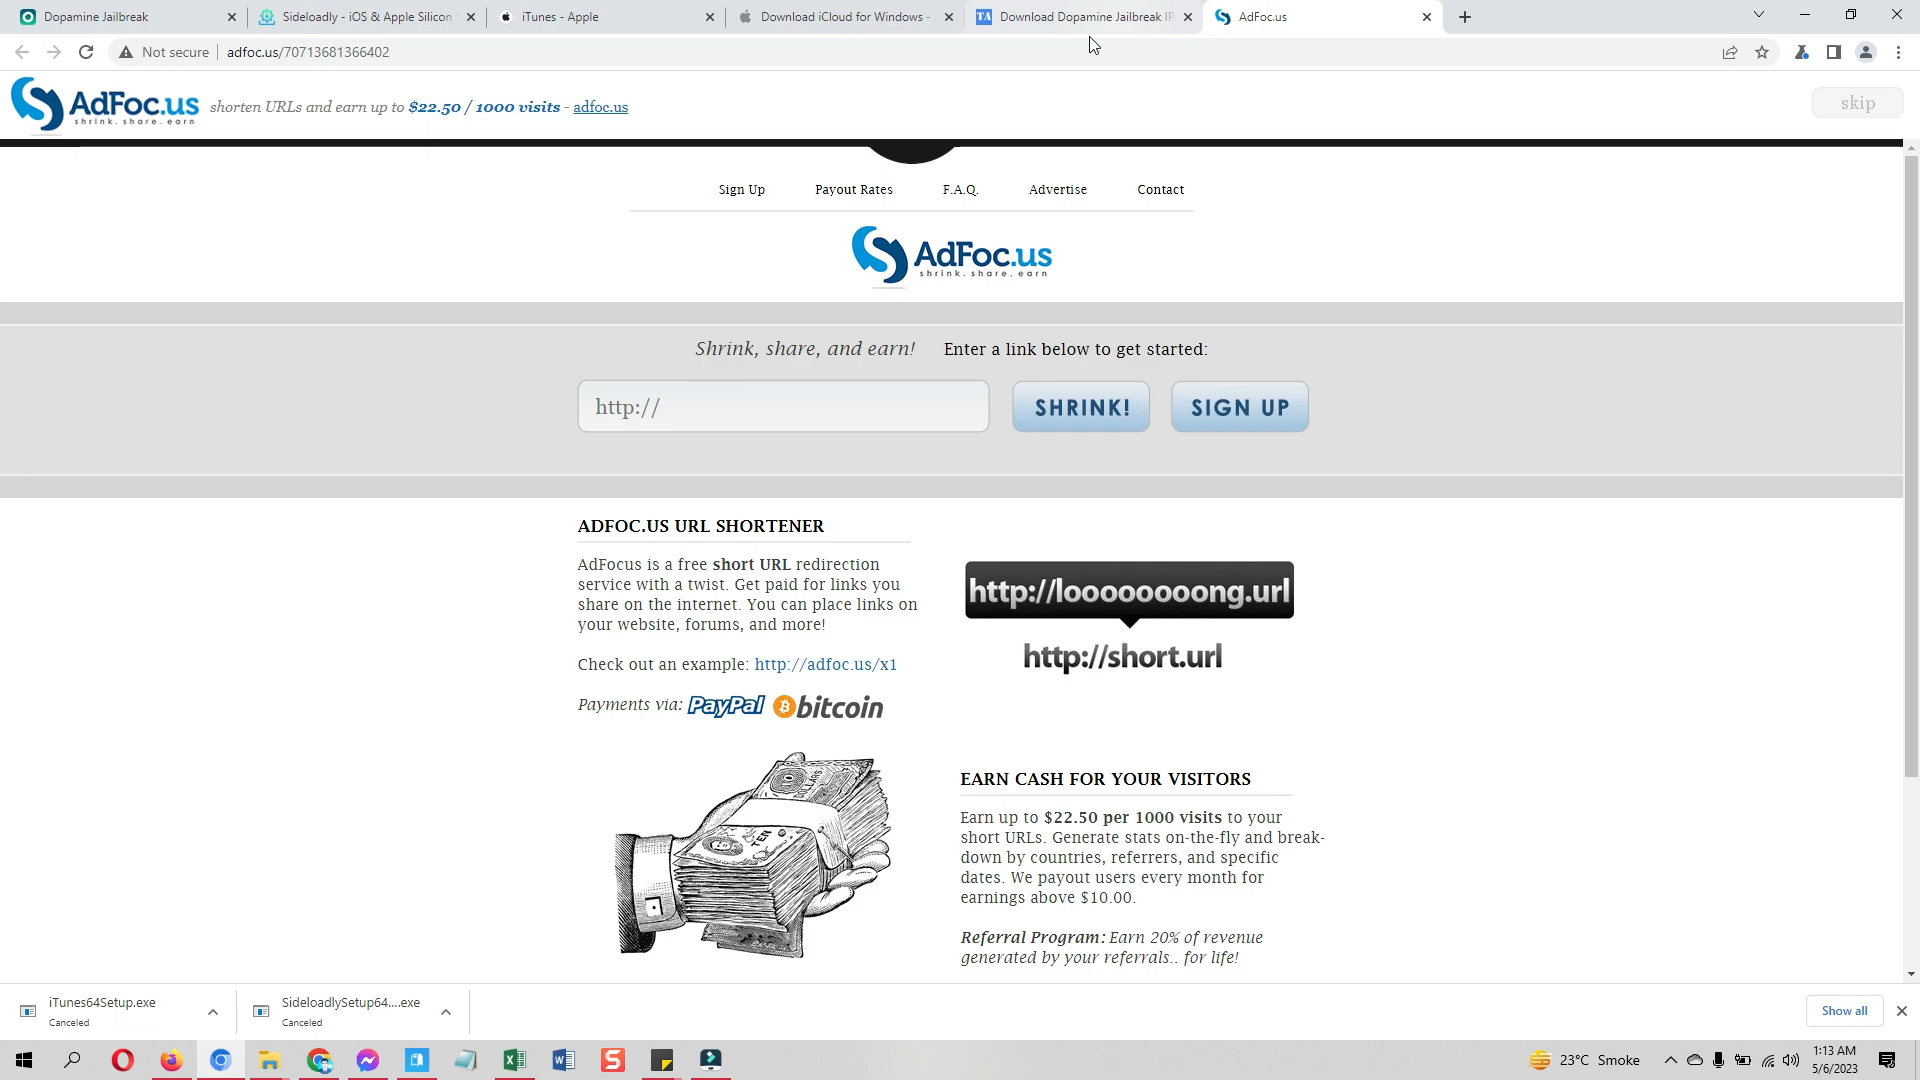 Dopamine Jailbreak
Sideloadly - iOS & Apple Silicon
iTunes - Apple
Download iCloud for Windows -
Download Dopamine Jailbreak IP
AdFoc.us
Not secure
adfoc.us/70713681366402
AdFoc.us
shrink. share. earn
shorten URLs and earn up to $22.50 / 1000 visits - adfoc.us
skip
Sign Up
Payout Rates
F.A.Q.
Advertise
Contact
AdFoc.us
shrink. share. earn
Shrink, share, and earn! Enter a link below to get started:
http://
SHRINK!
SIGN UP
ADFOC.US URL SHORTENER
AdFocus is a free short URL redirection
service with a twist. Get paid for links you
share on the internet. You can place links on
your website, forums, and more!
Check out an example: http://adfoc.us/x1
Payments via: PayPal bitcoin
http://looooooooong.url
http://short.url
EARN CASH FOR YOUR VISITORS
Earn up to $22.50 per 1000 visits to your
short URLs. Generate stats on-the-fly and break-
down by countries, referrers, and specific
dates. We payout users every month for
earnings above $10.00.
Referral Program: Earn 20% of revenue
generated by your referrals.. for life!
iTunes64Setup.exe
Canceled
SideloadlySetup64....exe
Canceled
Show all
23°C Smoke
1:13 AM
5/6/2023